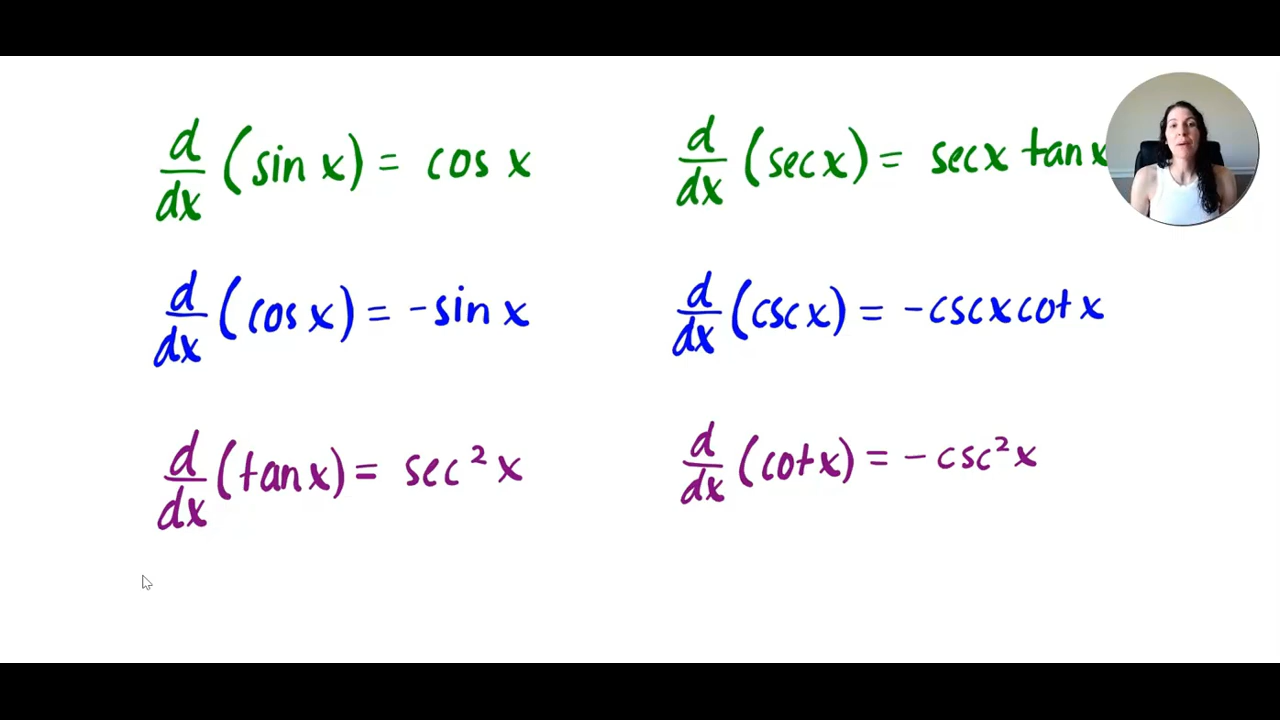 d/dx (sin x) = cos x
d/dx (sec x) = sec x tan x
d/dx (cos x) = -sin x
d/dx (csc x) = -csc x cot x
d/dx (tan x) = sec² x
d/dx (cot x) = -csc² x